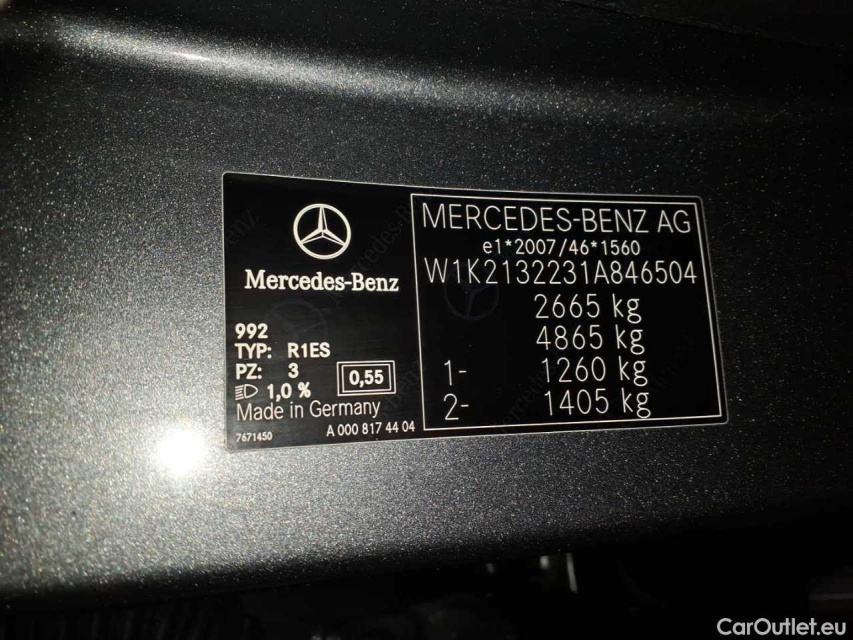 Mercedes-Benz
992
TYP: R1ES
PZ: 3
1,0 %
0,55
Made in Germany
7671450
A 000 817 44 04
MERCEDES-BENZ AG
e1*2007/46*1560
W1K2132231A846504
2665 kg
4865 kg
1- 1260 kg
2- 1405 kg
CarOutlet.eu